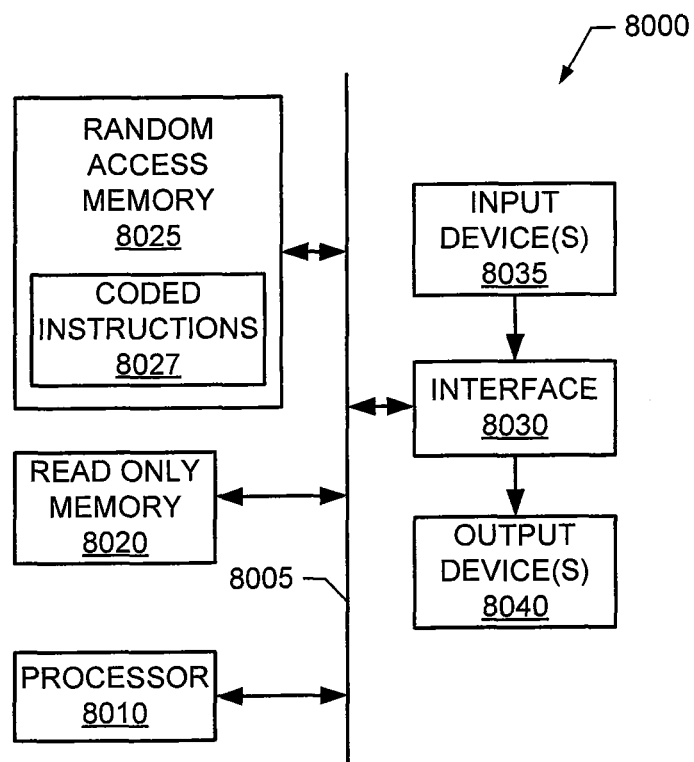 8000
RANDOM
ACCESS
MEMORY
8025
CODED
INSTRUCTIONS
8027
READ ONLY
MEMORY
8020
8005
PROCESSOR
8010
INPUT
DEVICE(S)
8035
INTERFACE
8030
OUTPUT
DEVICE(S)
8040